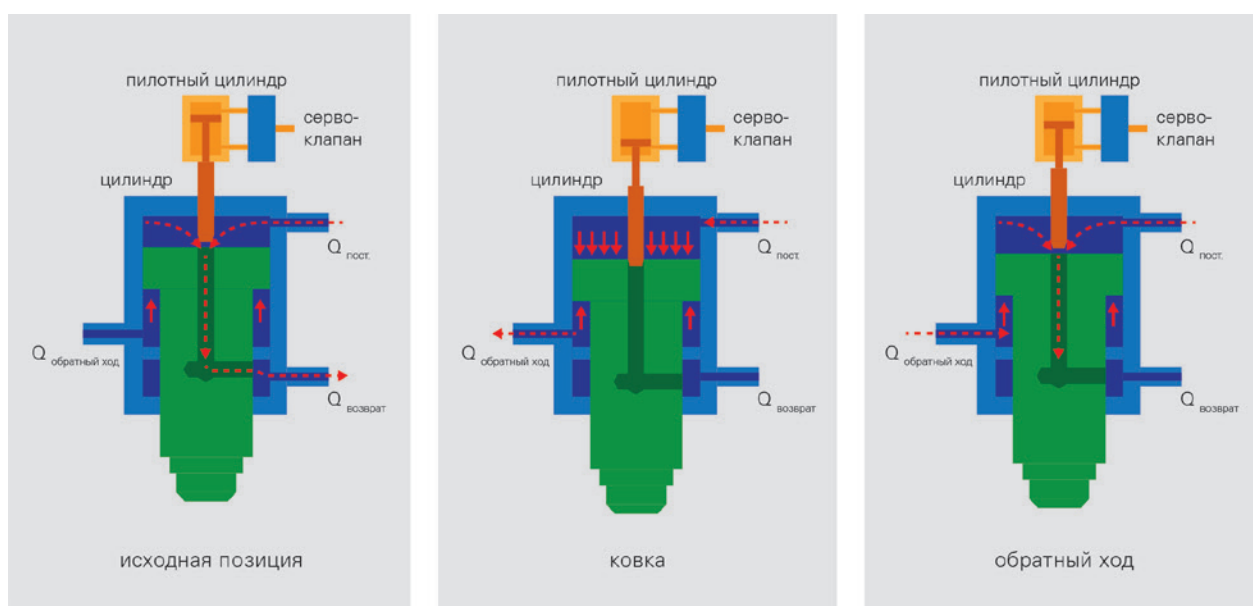 пилотный цилиндр
серво-
клапан
цилиндр
Q пост.
Q обратный ход
Q возврат
исходная позиция
пилотный цилиндр
серво-
клапан
Q пост.
Q обратный ход
Q возврат
ковка
пилотный цилиндр
серво-
клапан
цилиндр
Q пост.
Q обратный ход
Q возврат
обратный ход